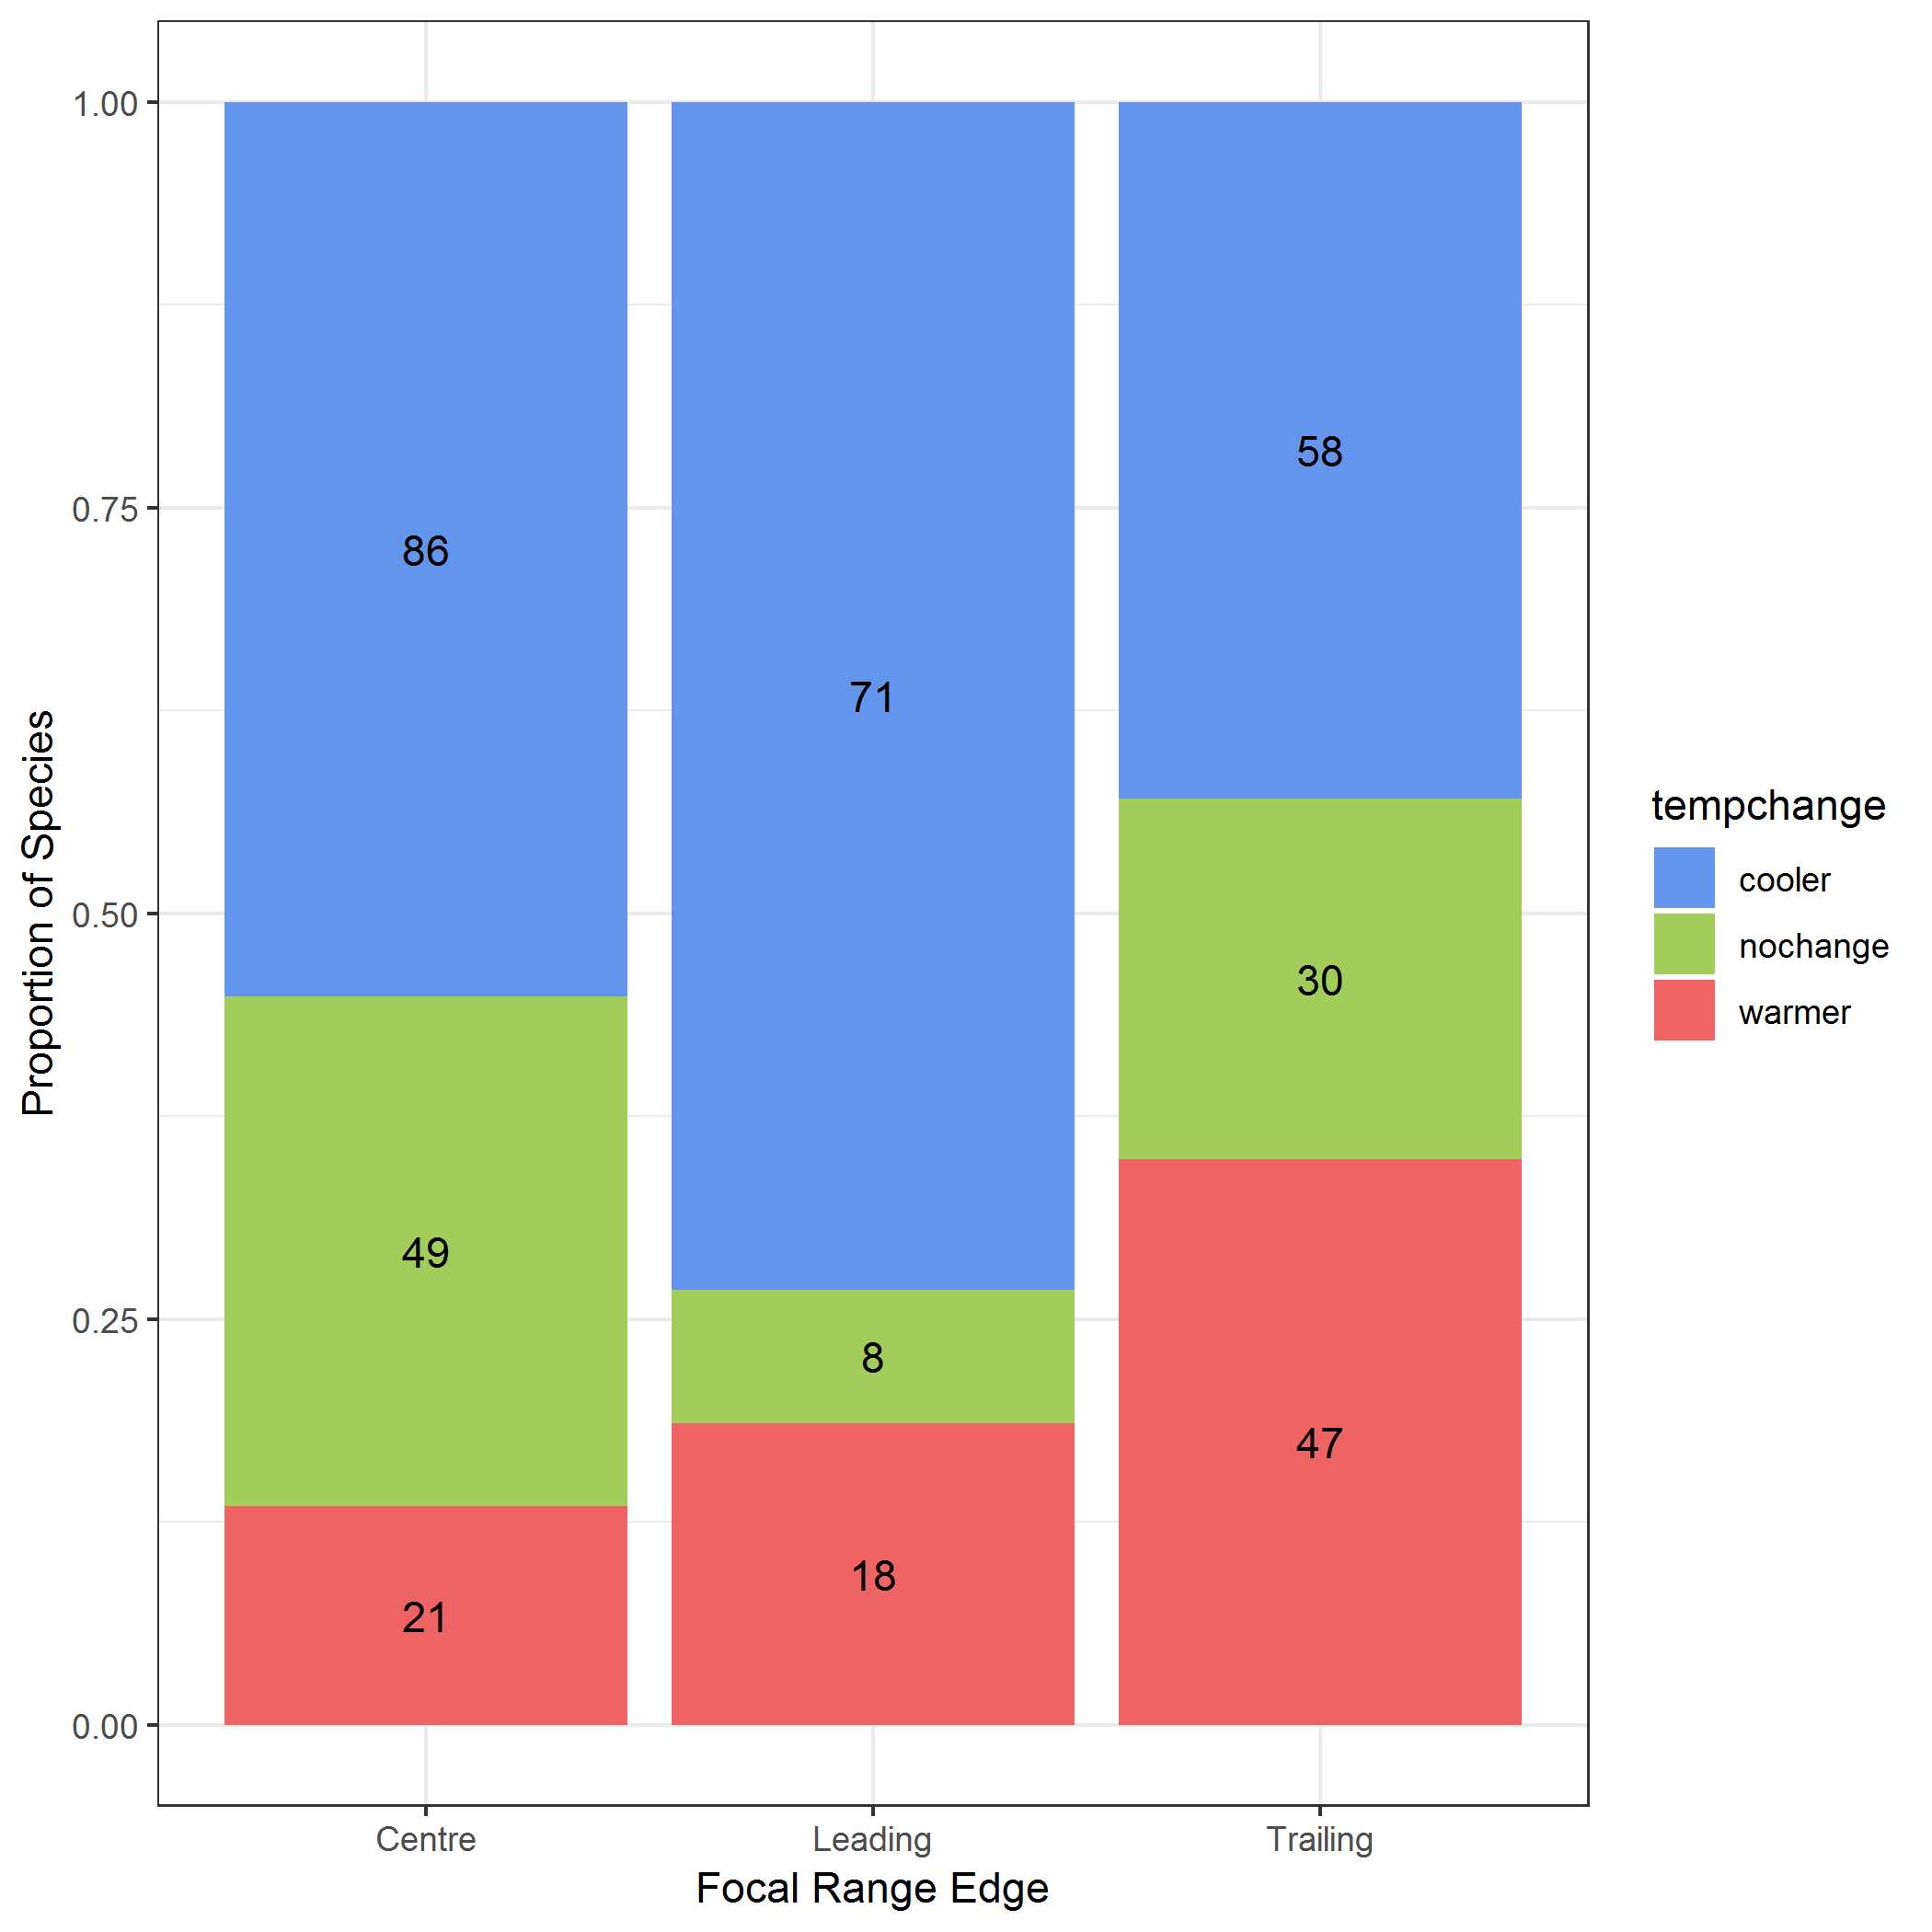 Proportion of Species
1.00
0.75
0.50
0.25
0.00
86
49
21
71
8
18
58
30
47
Centre
Leading
Trailing
Focal Range Edge
tempchange
cooler
nochange
warmer